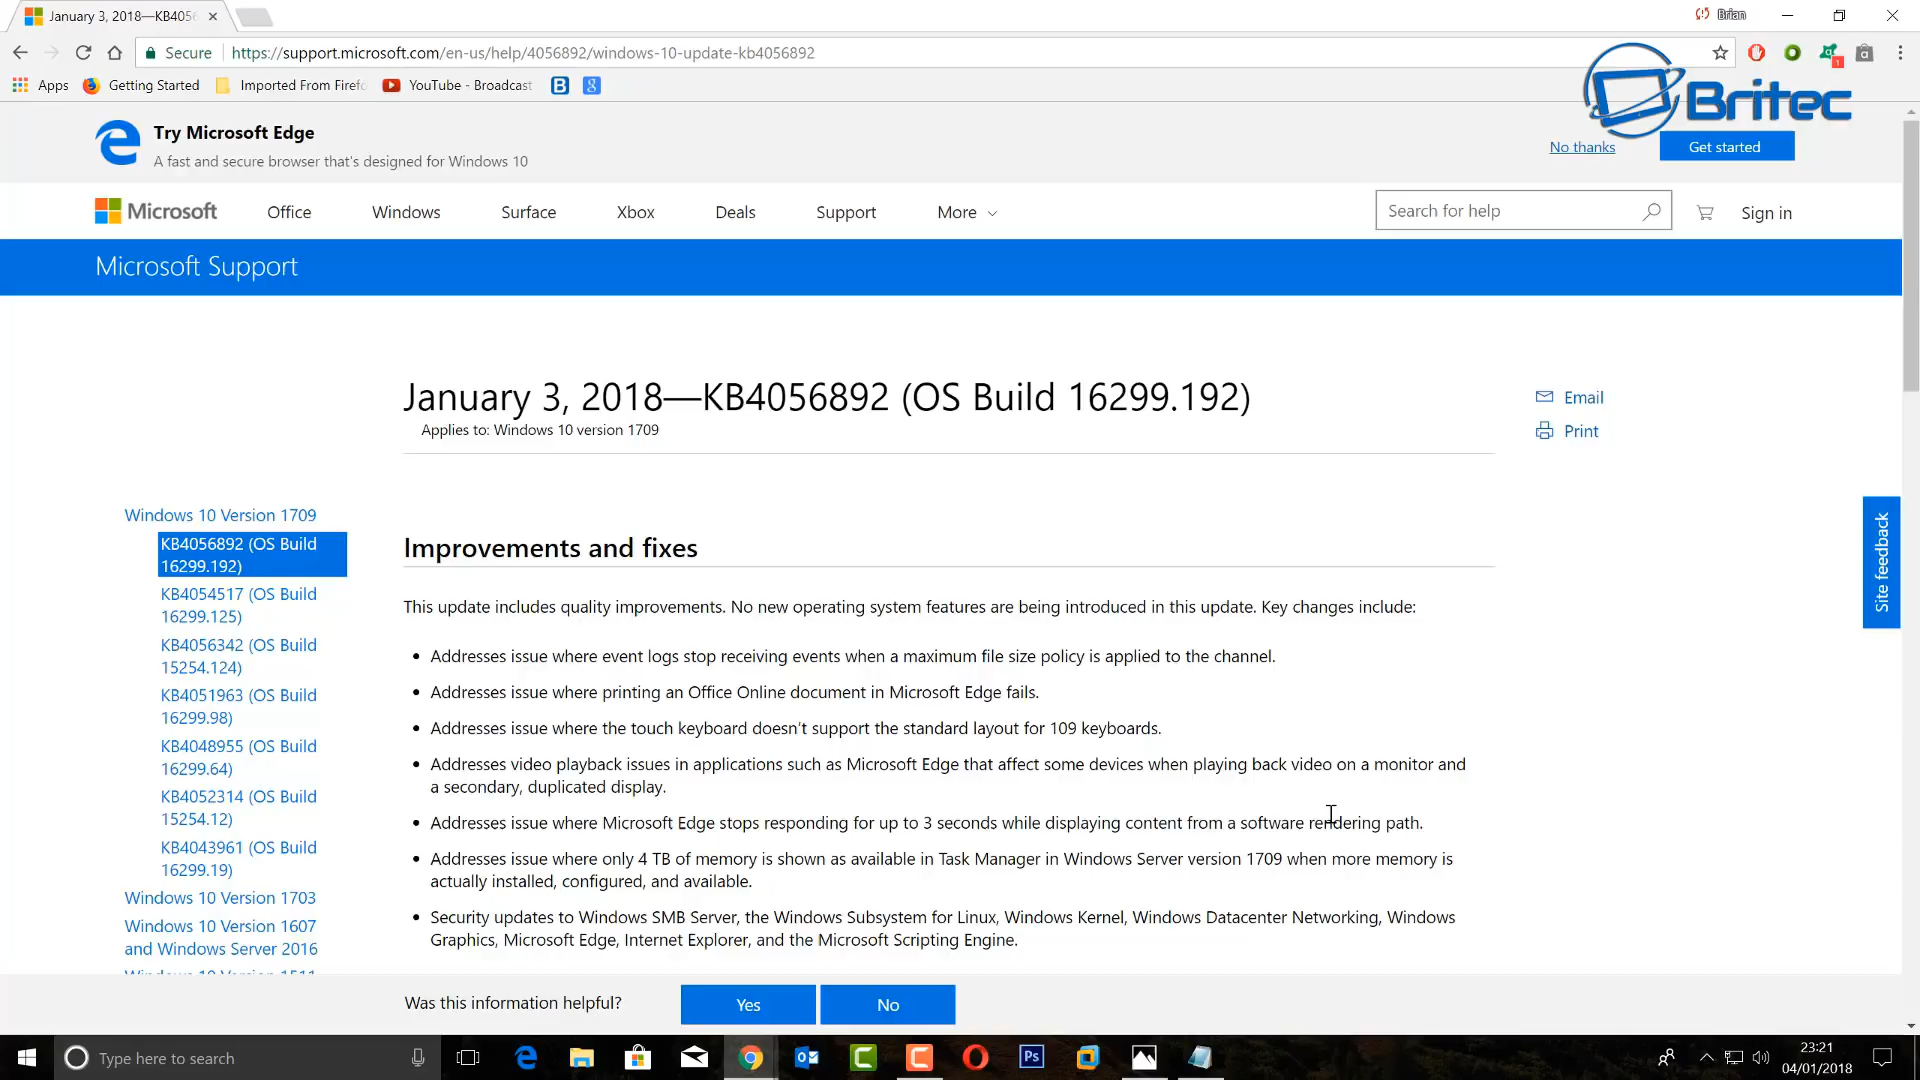 January 3, 2018—KB4056
Brian
Secure
https://support.microsoft.com/en-us/help/4056892/windows-10-update-kb4056892
Apps
Getting Started
Imported From Firefo
YouTube - Broadcast
Britec
Try Microsoft Edge
A fast and secure browser that's designed for Windows 10
No thanks
Get started
Microsoft
Office
Windows
Surface
Xbox
Deals
Support
More
Search for help
Sign in
Microsoft Support
January 3, 2018—KB4056892 (OS Build 16299.192)
Applies to: Windows 10 version 1709
Email
Print
Windows 10 Version 1709
KB4056892 (OS Build
16299.192)
KB4054517 (OS Build
16299.125)
KB4056342 (OS Build
15254.124)
KB4051963 (OS Build
16299.98)
KB4048955 (OS Build
16299.64)
KB4052314 (OS Build
15254.12)
KB4043961 (OS Build
16299.19)
Windows 10 Version 1703
Windows 10 Version 1607
and Windows Server 2016
Windows 10 Version 1511
Improvements and fixes
This update includes quality improvements. No new operating system features are being introduced in this update. Key changes include:
• Addresses issue where event logs stop receiving events when a maximum file size policy is applied to the channel.
• Addresses issue where printing an Office Online document in Microsoft Edge fails.
• Addresses issue where the touch keyboard doesn't support the standard layout for 109 keyboards.
• Addresses video playback issues in applications such as Microsoft Edge that affect some devices when playing back video on a monitor and
a secondary, duplicated display.
• Addresses issue where Microsoft Edge stops responding for up to 3 seconds while displaying content from a software rendering path.
• Addresses issue where only 4 TB of memory is shown as available in Task Manager in Windows Server version 1709 when more memory is
actually installed, configured, and available.
• Security updates to Windows SMB Server, the Windows Subsystem for Linux, Windows Kernel, Windows Datacenter Networking, Windows
Graphics, Microsoft Edge, Internet Explorer, and the Microsoft Scripting Engine.
Site feedback
Was this information helpful?
Yes
No
Type here to search
Ps
23:21
04/01/2018